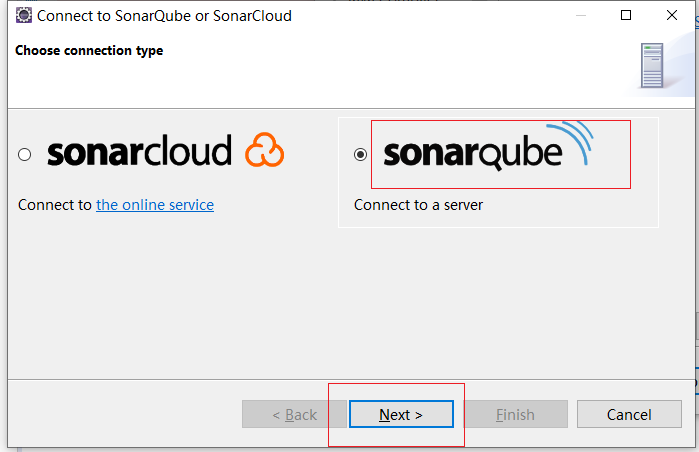 Connect to SonarQube or SonarCloud
Choose connection type
sonarcloud
sonarqube
Connect to the online service
Connect to a server
< Back
Next >
Finish
Cancel